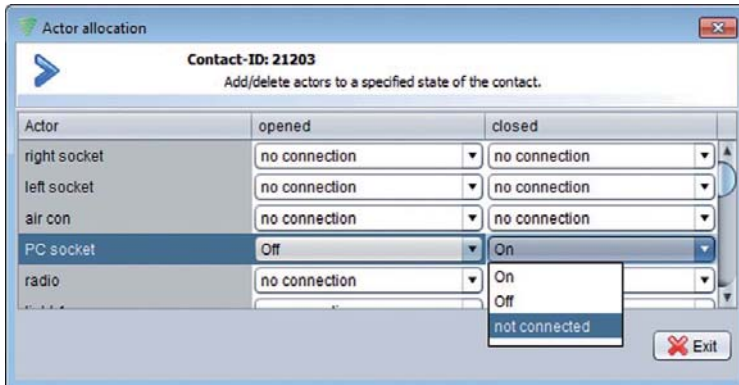 Actor allocation
Contact-ID: 21203
Add/delete actors to a specified state of the contact.
Actor opened closed
right socket no connection no connection
left socket no connection no connection
air con no connection no connection
PC socket Off On
radio no connection On
Off
not connected
Exit